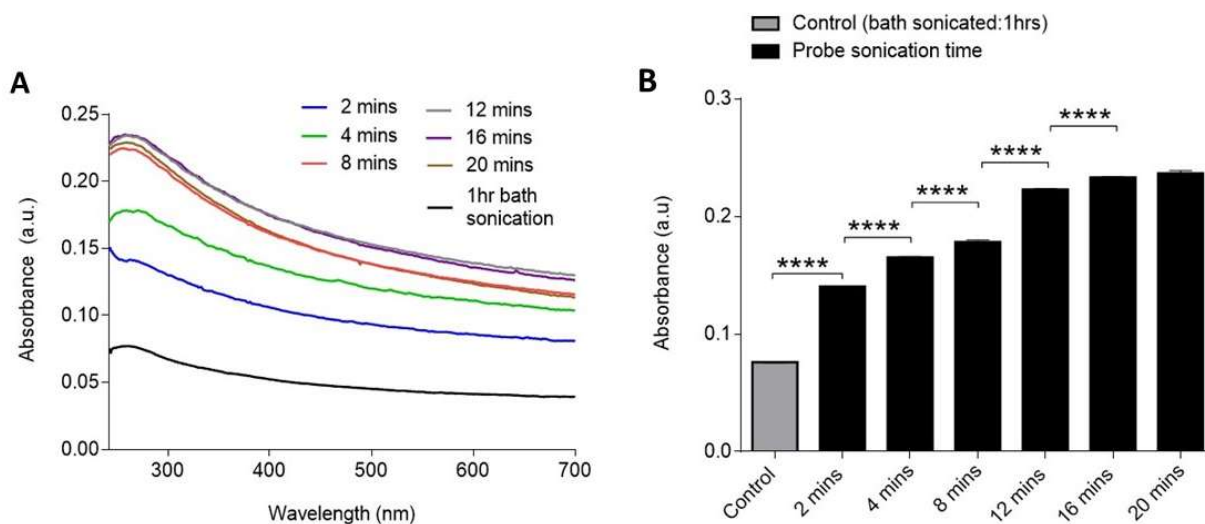 A
Absorbance (a.u.)
0.25
0.20
0.15
0.10
0.05
0.00
300
400
500
600
700
Wavelength (nm)
2 mins
4 mins
8 mins
12 mins
16 mins
20 mins
1hr bath
sonication
Control (bath sonicated:1hrs)
Probe sonication time
B
Absorbance (a.u)
0.3
0.2
0.1
0.0
****
****
****
****
****
Control
2 mins
4 mins
8 mins
12 mins
16 mins
20 mins